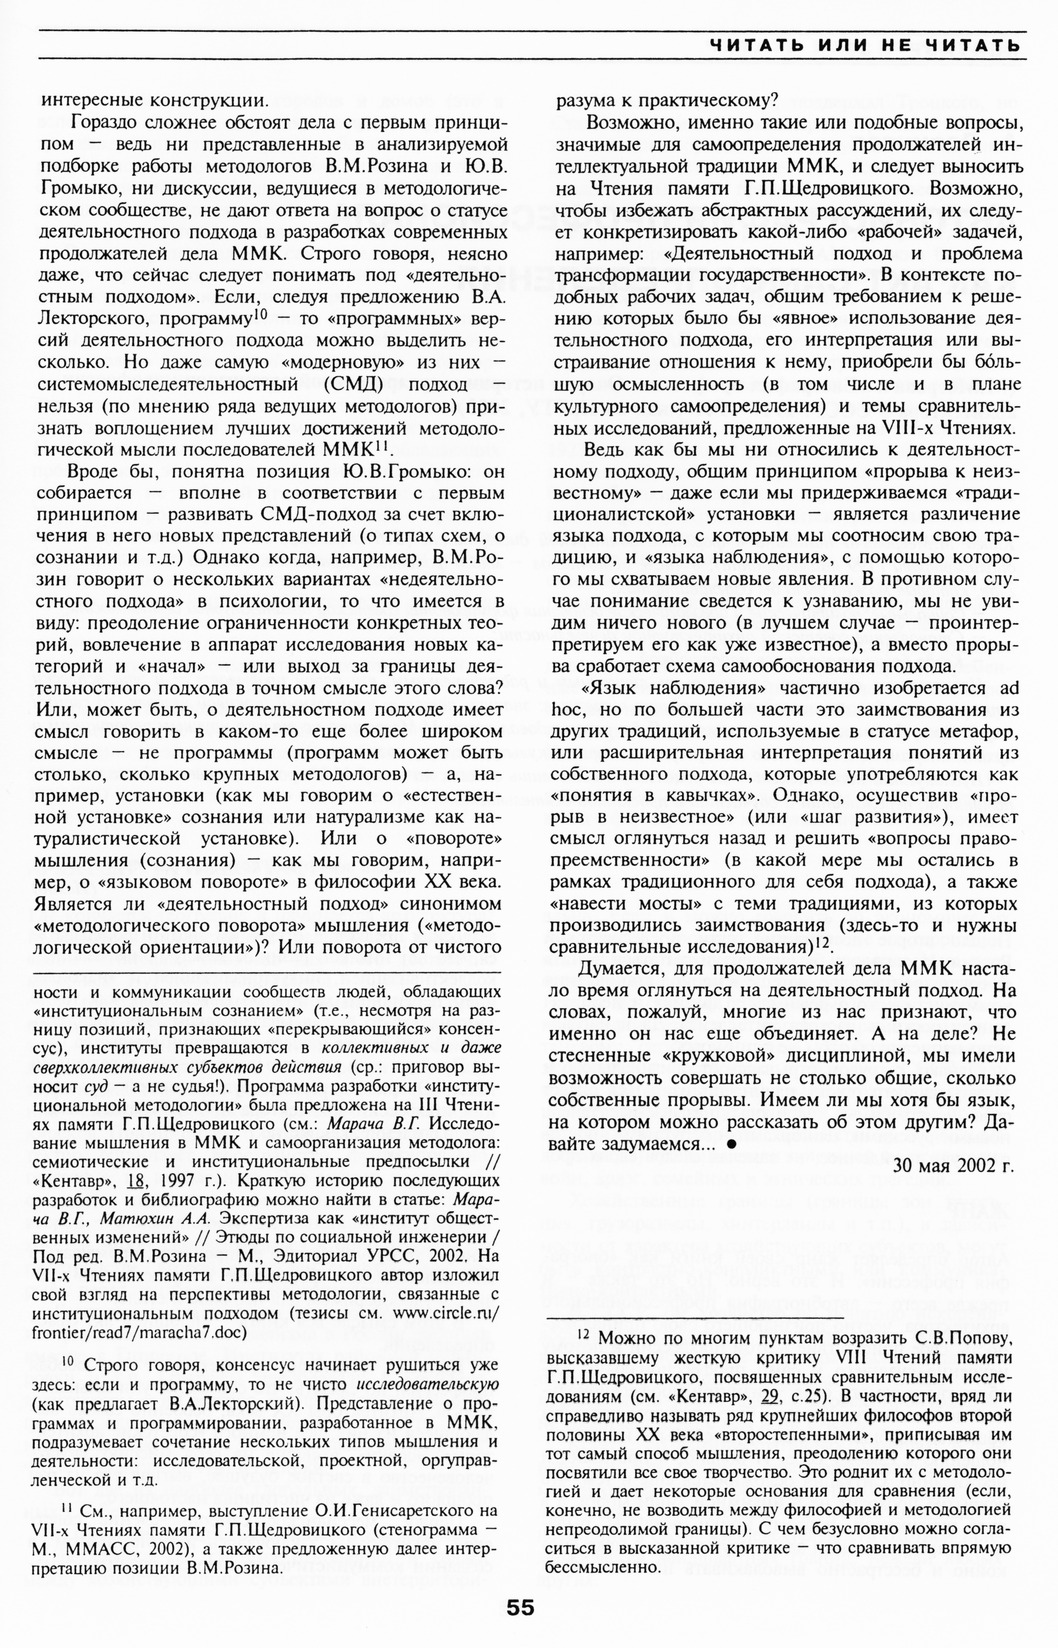 ЧИТАТЬ ИЛИ НЕ ЧИТАТЬ
интересные конструкции.
Гораздо сложнее обстоят дела с первым принци-
пом — ведь ни представленные в анализируемой
подборке работы методологов В.М.Розина и Ю.В.
Громыко, ни дискуссии, ведущиеся в методологиче-
ском сообществе, не дают ответа на вопрос о статусе
деятельностного подхода в разработках современных
продолжателей дела ММК. Строго говоря, неясно
даже, что сейчас следует понимать под «деятельно-
стным подходом». Если, следуя предложению В.А.
Лекторского, программу¹⁰ — то «программных» вер-
сий деятельностного подхода можно выделить не-
сколько. Но даже самую «модерновую» из них —
системомыследеятельностный (СМД) подход —
нельзя (по мнению ряда ведущих методологов) при-
знать воплощением лучших достижений методоло-
гической мысли последователей ММК¹¹.
Вроде бы, понятна позиция Ю.В.Громыко: он
собирается — вполне в соответствии с первым
принципом — развивать СМД-подход за счет вклю-
чения в него новых представлений (о типах схем, о
сознании и т.д.) Однако когда, например, В.М.Ро-
зин говорит о нескольких вариантах «недеятельно-
стного подхода» в психологии, то что имеется в
виду: преодоление ограниченности конкретных тео-
рий, вовлечение в аппарат исследования новых ка-
тегорий и «начал» — или выход за границы дея-
тельностного подхода в точном смысле этого слова?
Или, может быть, о деятельностном подходе имеет
смысл говорить в каком-то еще более широком
смысле — не программы (программ может быть
столько, сколько крупных методологов) — а, на-
пример, установки (как мы говорим о «естествен-
ной установке» сознания или натурализме как на-
туралистической установке). Или о «повороте»
мышления (сознания) — как мы говорим, напри-
мер, о «языковом повороте» в философии XX века.
Является ли «деятельностный подход» синонимом
«методологического поворота» мышления («методо-
логической ориентации»)? Или поворота от чистого
ности и коммуникации сообществ людей, обладающих
«институциональным сознанием» (т.е., несмотря на раз-
ницу позиций, признающих «перекрывающийся» консен-
сус), институты превращаются в коллективных и даже
сверхколлективных субъектов действия (ср.: приговор вы-
носит суд — а не судья!). Программа разработки «институ-
циональной методологии» была предложена на III Чтени-
ях памяти Г.П.Щедровицкого (см.: Марача В.Г. Исследо-
вание мышления в ММК и самоорганизация методолога:
семиотические и институциональные предпосылки //
«Кентавр», 18, 1997 г.). Краткую историю последующих
разработок и библиографию можно найти в статье: Мара-
ча В.Г., Матюхин А.А. Экспертиза как «институт общест-
венных изменений» // Этюды по социальной инженерии /
Под ред. В.М.Розина — М., Эдиториал УРСС, 2002. На
VII-х Чтениях памяти Г.П.Щедровицкого автор изложил
свой взгляд на перспективы методологии, связанные с
институциональным подходом (тезисы см. www.circle.ru/
frontier/read7/maracha7.doc)
¹⁰ Строго говоря, консенсус начинает рушиться уже
здесь: если и программу, то не чисто исследовательскую
(как предлагает В.А.Лекторский). Представление о про-
граммах и программировании, разработанное в ММК,
подразумевает сочетание нескольких типов мышления и
деятельности: исследовательской, проектной, оргуправ-
ленческой и т.д.
¹¹ См., например, выступление О.И.Генисаретского на
VII-х Чтениях памяти Г.П.Щедровицкого (стенограмма —
М., ММАСС, 2002), а также предложенную далее интер-
претацию позиции В.М.Розина.
разума к практическому?
Возможно, именно такие или подобные вопросы,
значимые для самоопределения продолжателей ин-
теллектуальной традиции ММК, и следует выносить
на Чтения памяти Г.П.Щедровицкого. Возможно,
чтобы избежать абстрактных рассуждений, их следу-
ет конкретизировать какой-либо «рабочей» задачей,
например: «Деятельностный подход и проблема
трансформации государственности». В контексте по-
добных рабочих задач, общим требованием к реше-
нию которых было бы «явное» использование дея-
тельностного подхода, его интерпретация или вы-
страивание отношения к нему, приобрели бы бóль-
шую осмысленность (в том числе и в плане
культурного самоопределения) и темы сравнитель-
ных исследований, предложенные на VIII-х Чтениях.
Ведь как бы мы ни относились к деятельност-
ному подходу, общим принципом «прорыва к неиз-
вестному» — даже если мы придерживаемся «тради-
ционалистской» установки — является различение
языка подхода, с которым мы соотносим свою тра-
дицию, и «языка наблюдения», с помощью которо-
го мы схватываем новые явления. В противном слу-
чае понимание сведется к узнаванию, мы не уви-
дим ничего нового (в лучшем случае — проинтер-
претируем его как уже известное), а вместо проры-
ва сработает схема самообоснования подхода.
«Язык наблюдения» частично изобретается ad
hoc, но по большей части это заимствования из
других традиций, используемые в статусе метафор,
или расширительная интерпретация понятий из
собственного подхода, которые употребляются как
«понятия в кавычках». Однако, осуществив «про-
рыв в неизвестное» (или «шаг развития»), имеет
смысл оглянуться назад и решить «вопросы право-
преемственности» (в какой мере мы остались в
рамках традиционного для себя подхода), а также
«навести мосты» с теми традициями, из которых
производились заимствования (здесь-то и нужны
сравнительные исследования)¹².
Думается, для продолжателей дела ММК наста-
ло время оглянуться на деятельностный подход. На
словах, пожалуй, многие из нас признают, что
именно он нас еще объединяет. А на деле? Не
стесненные «кружковой» дисциплиной, мы имели
возможность совершать не столько общие, сколько
собственные прорывы. Имеем ли мы хотя бы язык,
на котором можно рассказать об этом другим? Да-
вайте задумаемся... ●
30 мая 2002 г.
¹² Можно по многим пунктам возразить С.В.Попову,
высказавшему жесткую критику VIII Чтений памяти
Г.П.Щедровицкого, посвященных сравнительным иссле-
дованиям (см. «Кентавр», 29, с.25). В частности, вряд ли
справедливо называть ряд крупнейших философов второй
половины XX века «второстепенными», приписывая им
тот самый способ мышления, преодолению которого они
посвятили все свое творчество. Это роднит их с методоло-
гией и дает некоторые основания для сравнения (если,
конечно, не возводить между философией и методологией
непреодолимой границы). С чем безусловно можно согла-
ситься в высказанной критике — что сравнивать впрямую
бессмысленно.
55